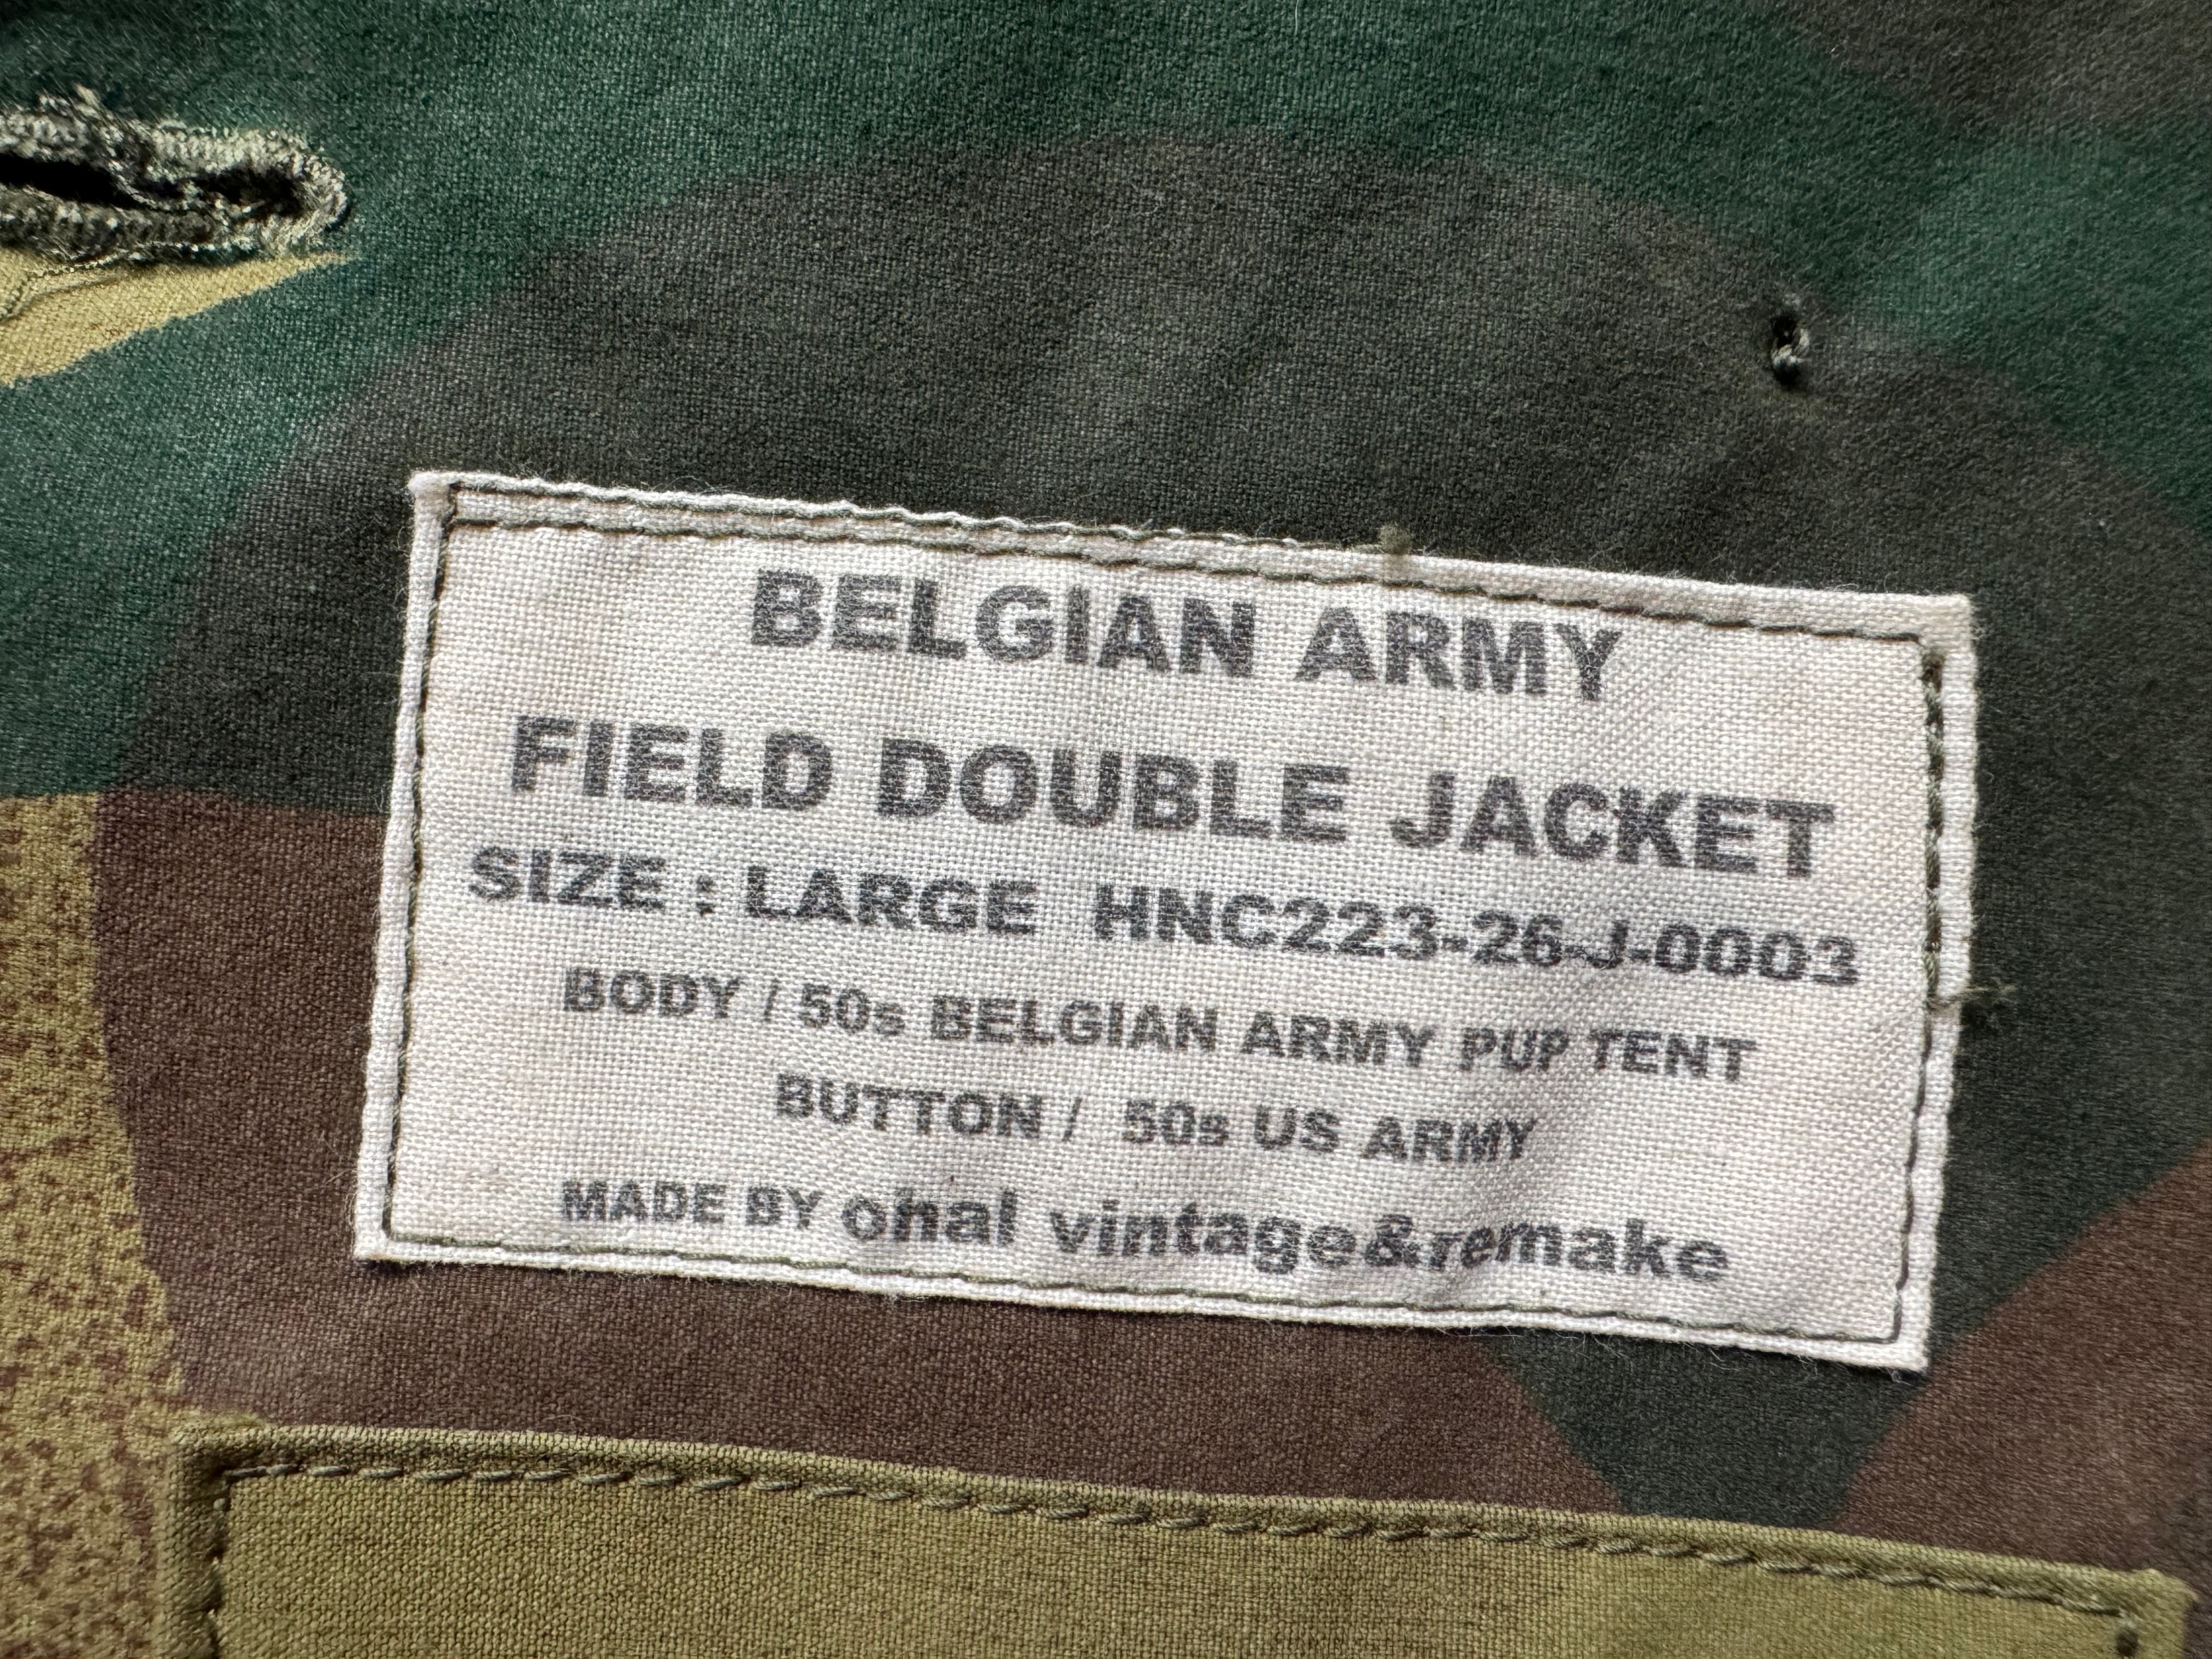 BELGIAN ARMY
FIELD DOUBLE JACKET
SIZE : LARGE HNC223-26-J-0003
BODY / 50s BELGIAN ARMY PUP TENT
BUTTON / 50s US ARMY
MADE BY ohal vintage&remake